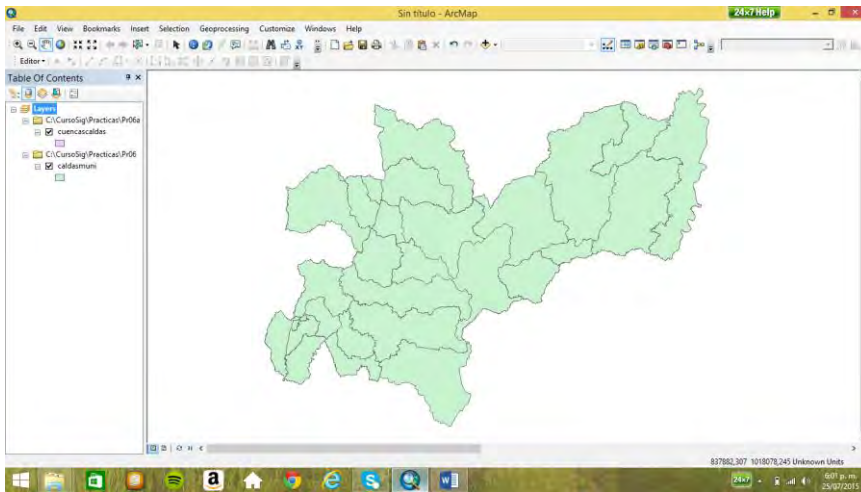 Sin título - ArcMap
24x7 Help
File Edit View Bookmarks Insert Selection Geoprocessing Customize Windows Help
Editor
Table Of Contents
Layers
C:\CursoSig\Practicas\Pr06a
cuencascaldas
C:\CursoSig\Practicas\Pr06
caldasmuni
837882,307 1018078,245 Unknown Units
a
S
W
24x7
6:01 p. m.
25/07/2015